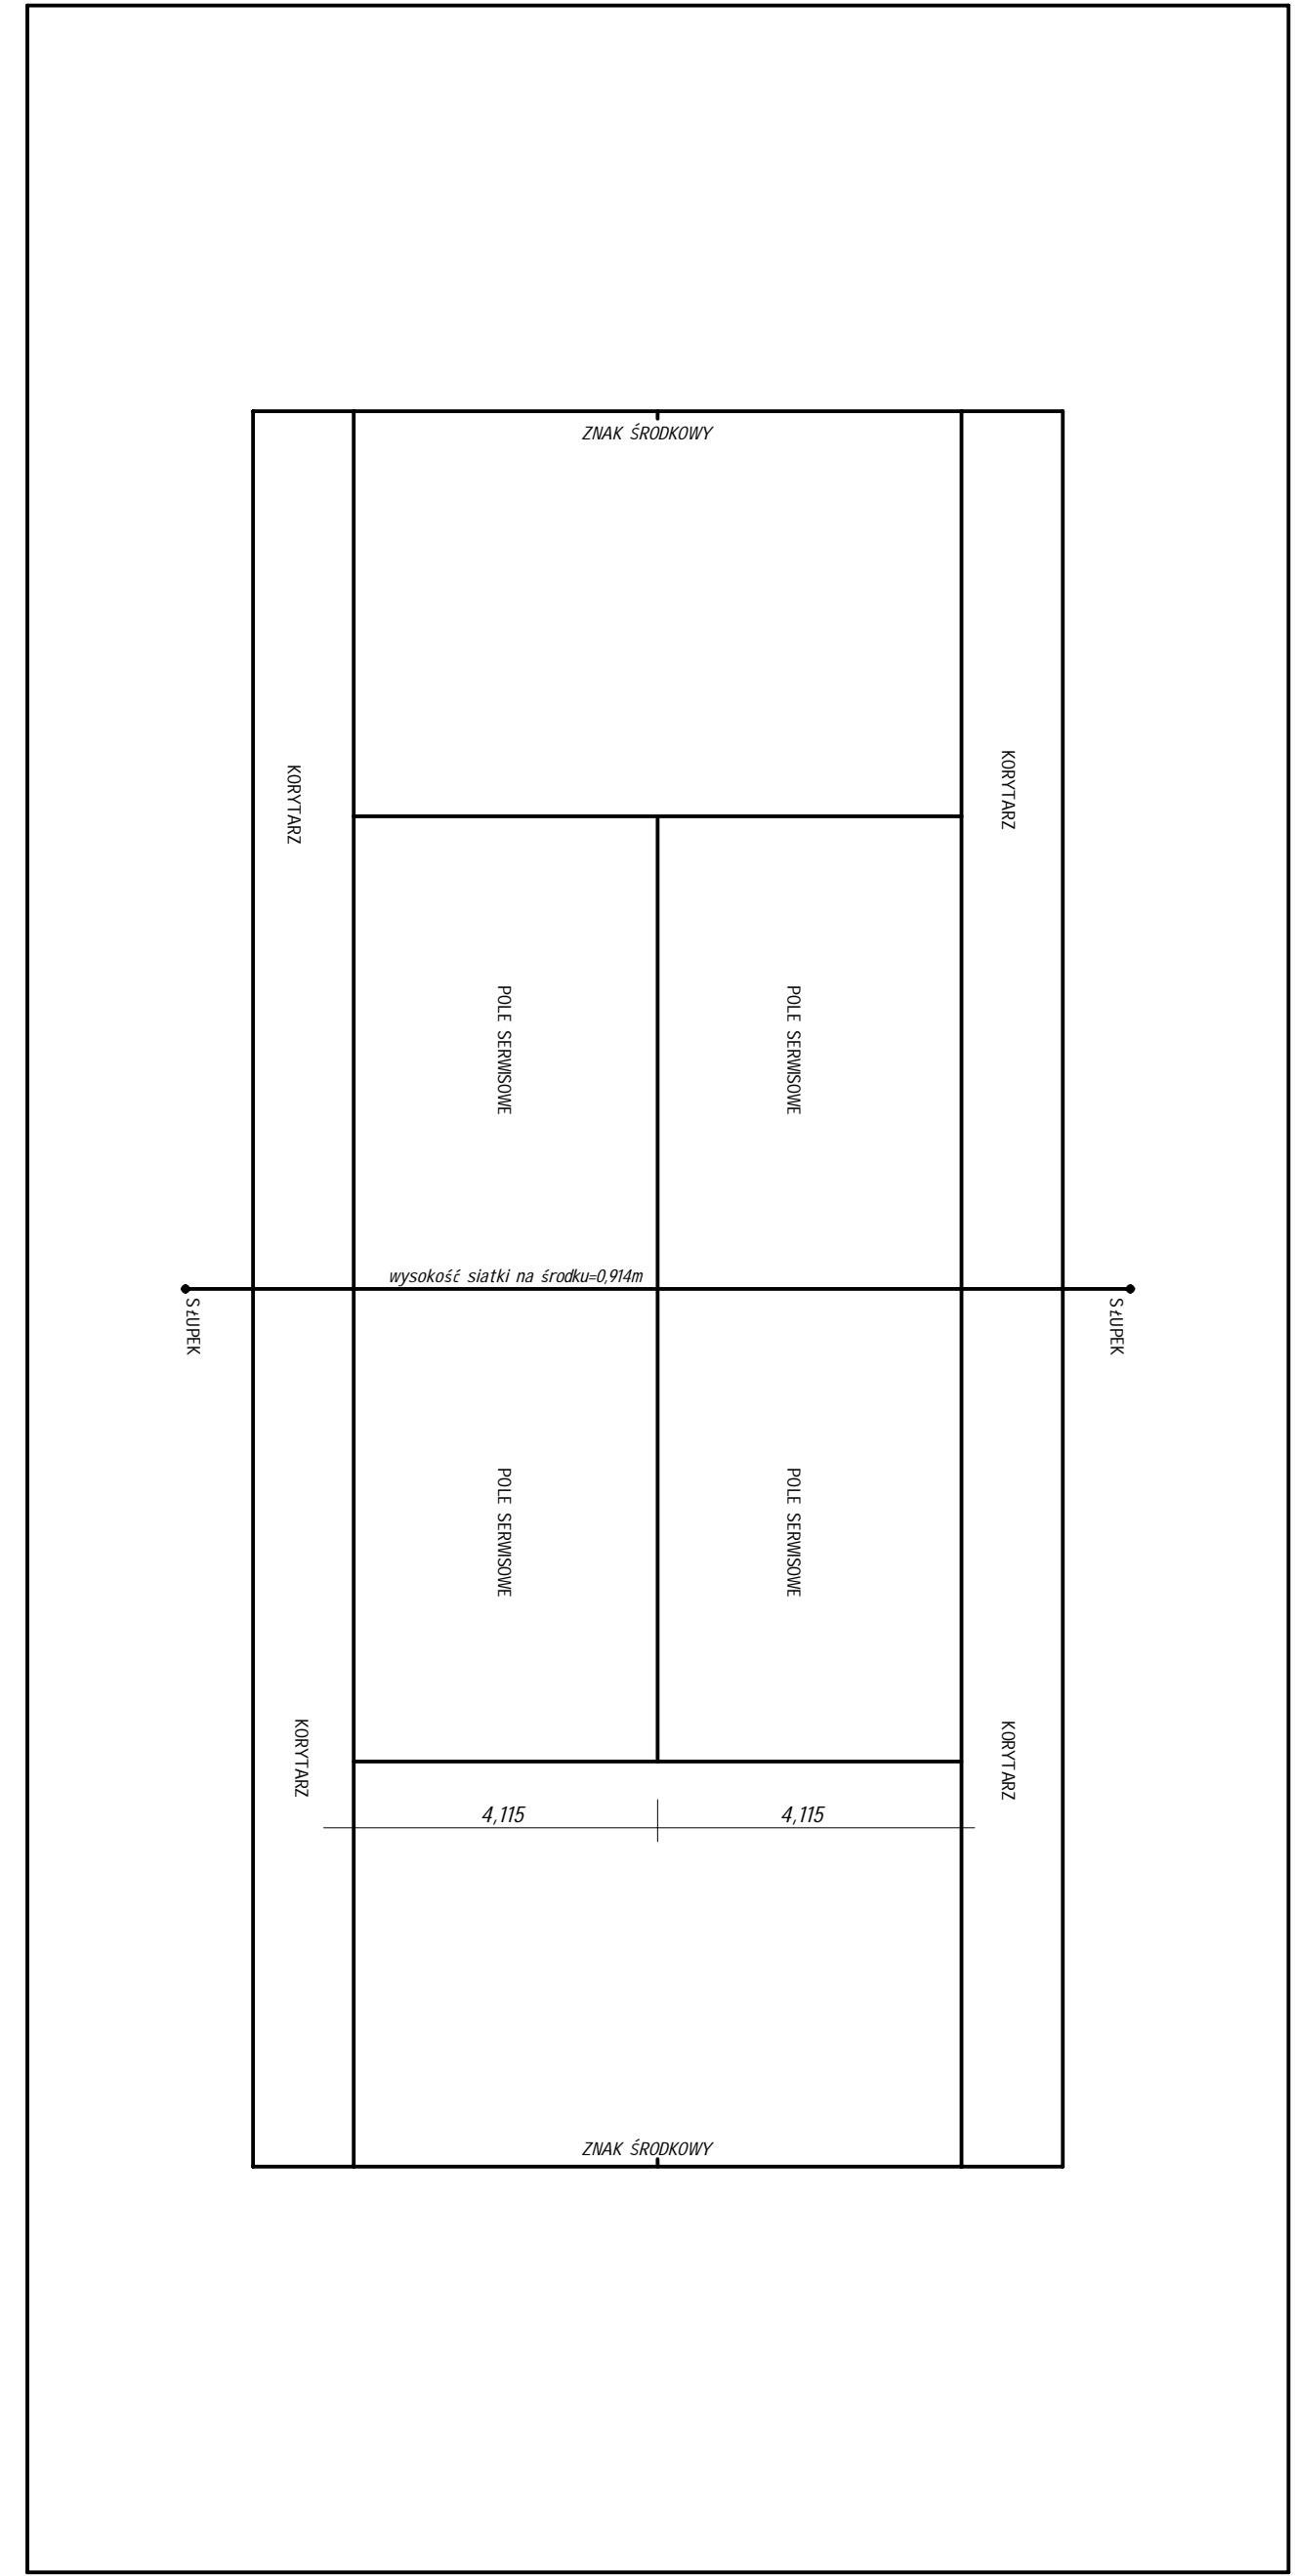 ZNAK ŚRODKOWY
KORYTARZ
KORYTARZ
POLE SERWISOWE
POLE SERWISOWE
wysokość siatki na środku=0,914m
SŁUPEK
SŁUPEK
POLE SERWISOWE
POLE SERWISOWE
KORYTARZ
KORYTARZ
4,115
4,115
ZNAK ŚRODKOWY